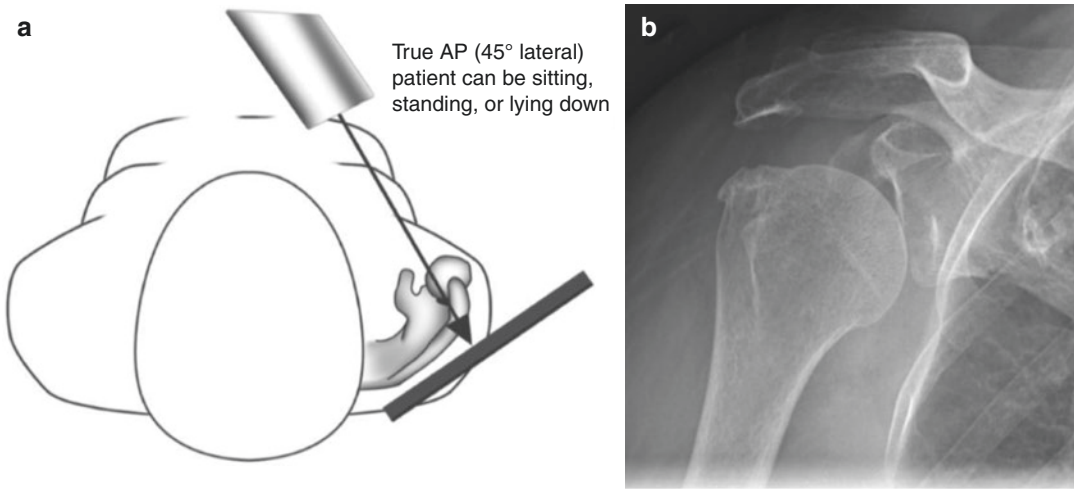 a
True AP (45° lateral)
patient can be sitting,
standing, or lying down
b